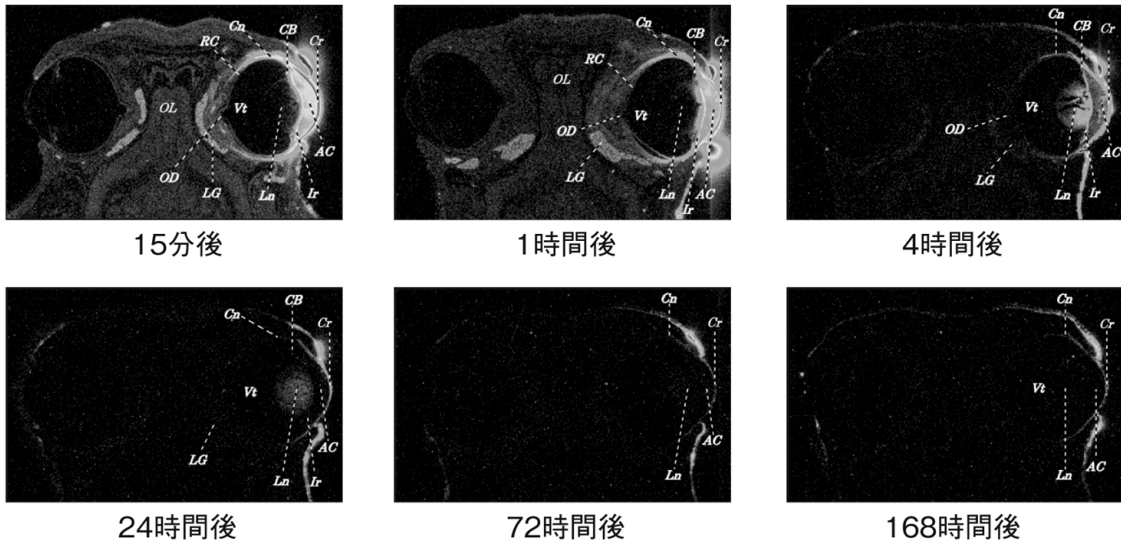 Cn CB Cr
RC
OL Vt
OD LG Ln Ir AC
15分後
Cn CB Cr
RC
OL
Vt
OD
LG Ln AC
Ir
1時間後
Cn CB Cr
Vt
OD
LG Ln Ir AC
4時間後
Cn CB Cr
Vt
LG Ln Ir AC
24時間後
Cn Cr
Ln AC
72時間後
Cn Cr
Vt
Ln AC
168時間後